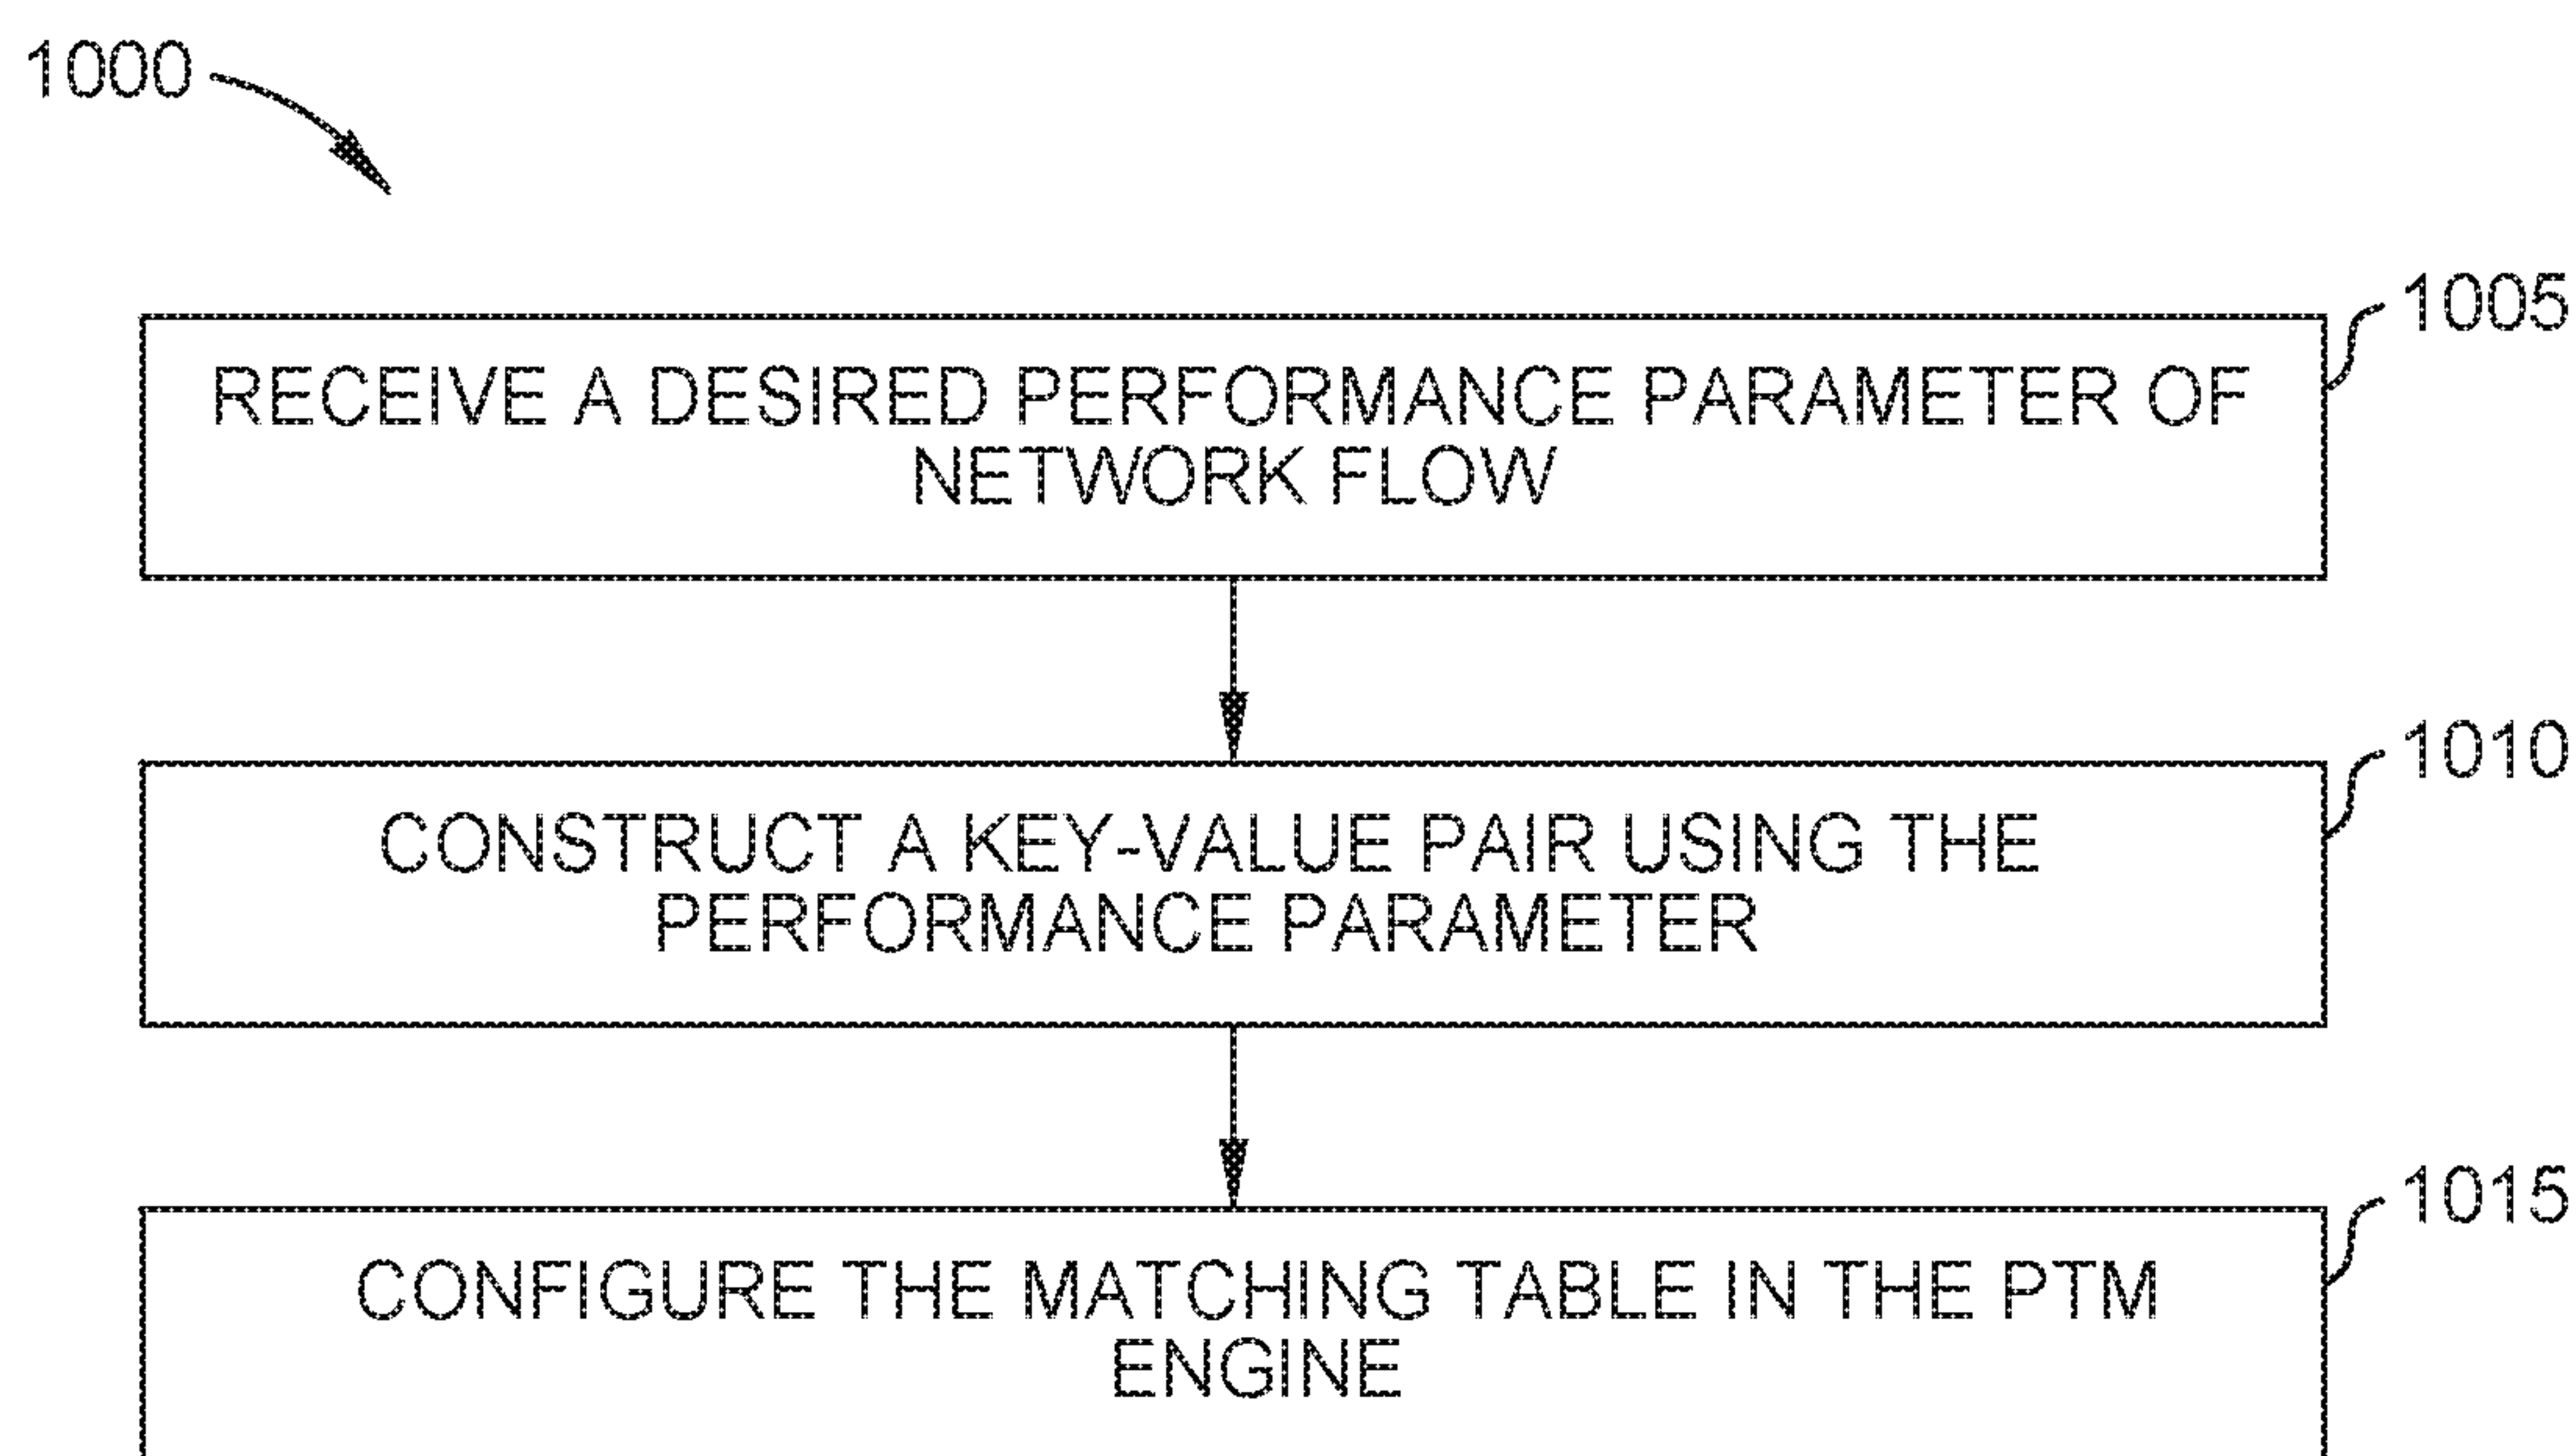 1000
1005
RECEIVE A DESIRED PERFORMANCE PARAMETER OF
NETWORK FLOW
1010
CONSTRUCT A KEY-VALUE PAIR USING THE
PERFORMANCE PARAMETER
1015
CONFIGURE THE MATCHING TABLE IN THE PTM
ENGINE